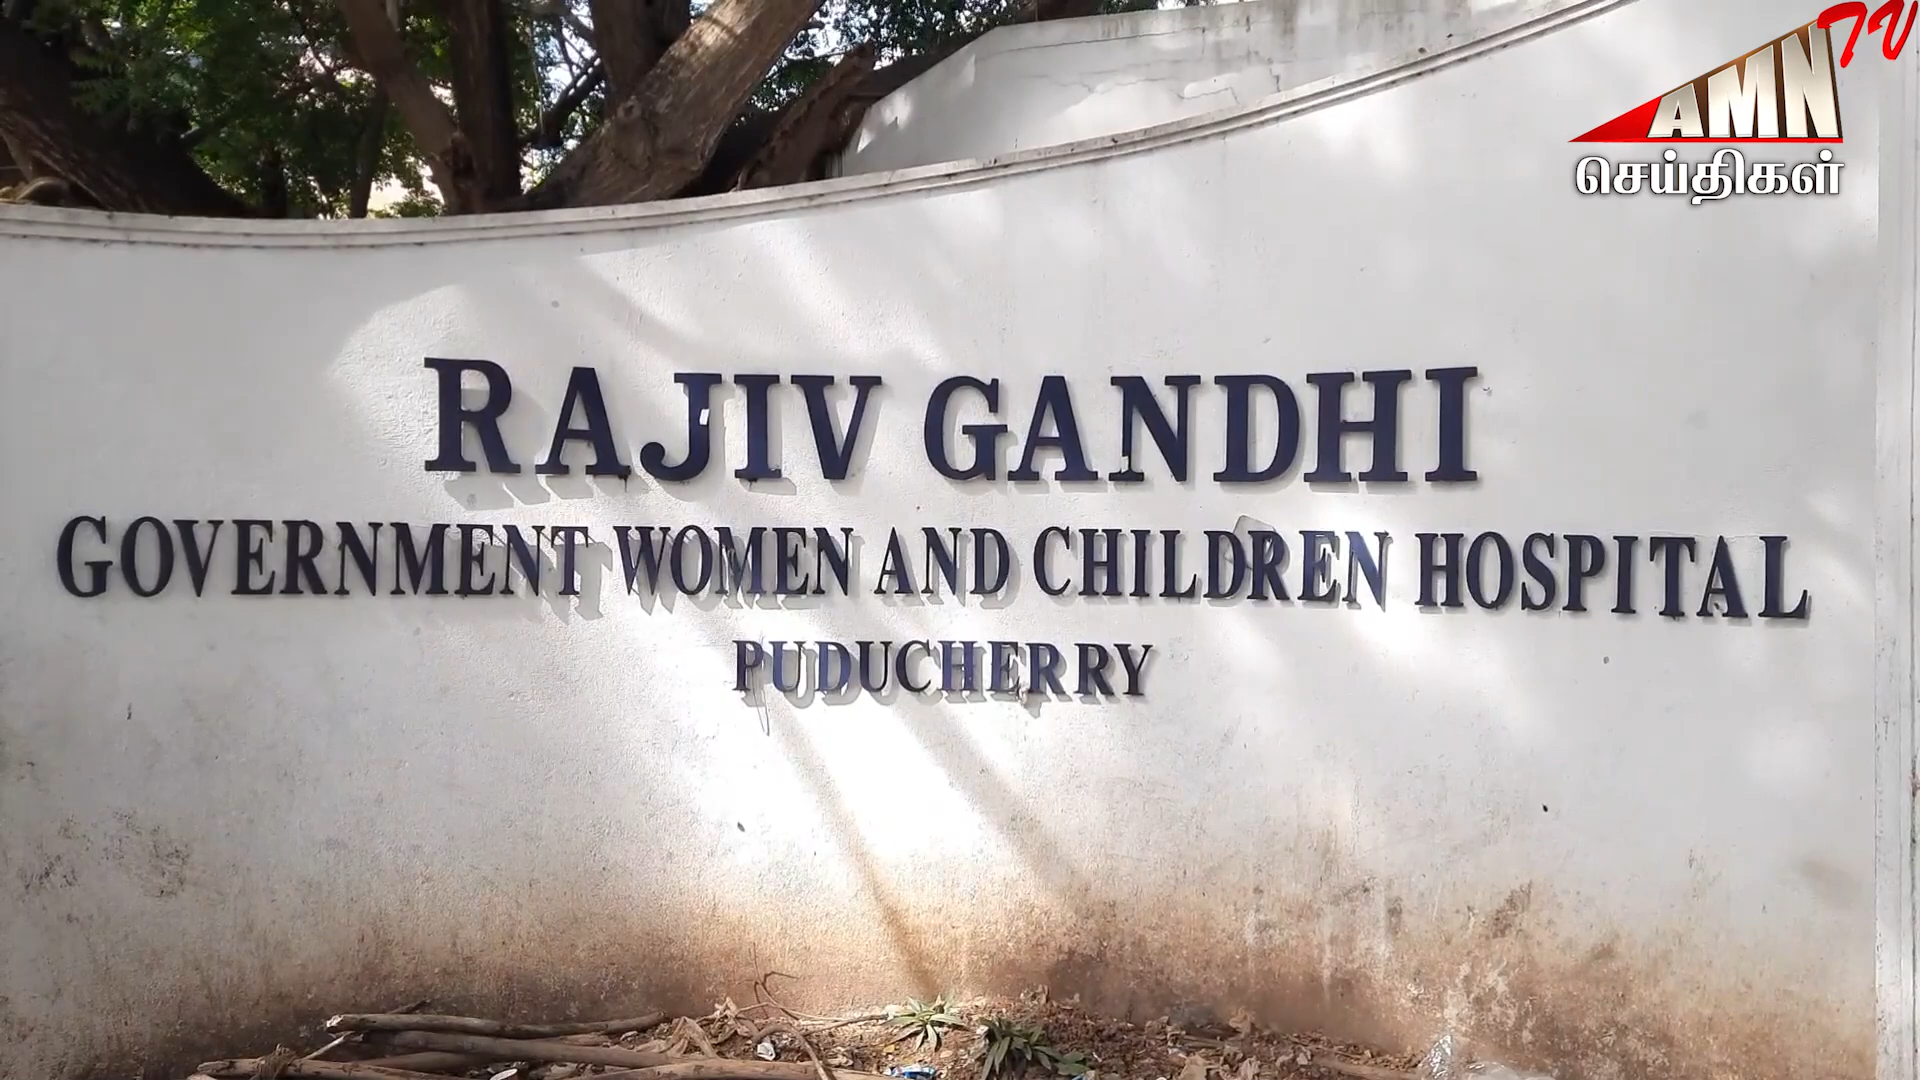 AMN TV
செய்திகள்
RAJIV GANDHI
GOVERNMENT WOMEN AND CHILDREN HOSPITAL
PUDUCHERRY